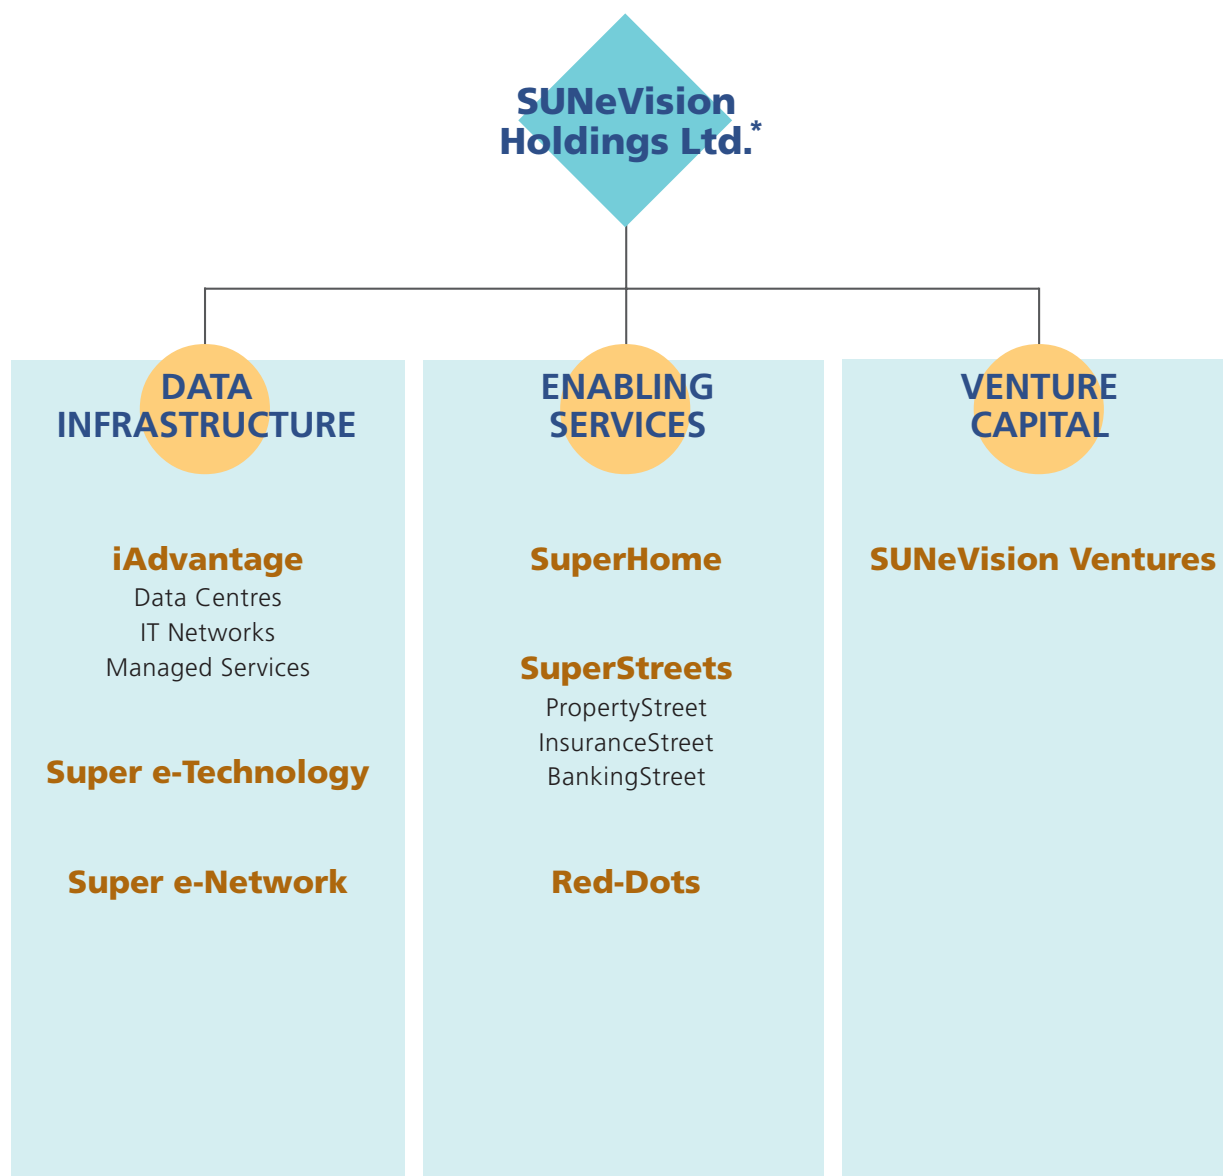 SUNeVision
Holdings Ltd.*
DATA
INFRASTRUCTURE
iAdvantage
Data Centres
IT Networks
Managed Services
Super e-Technology
Super e-Network
ENABLING
SERVICES
SuperHome
SuperStreets
PropertyStreet
InsuranceStreet
BankingStreet
Red-Dots
VENTURE
CAPITAL
SUNeVision Ventures